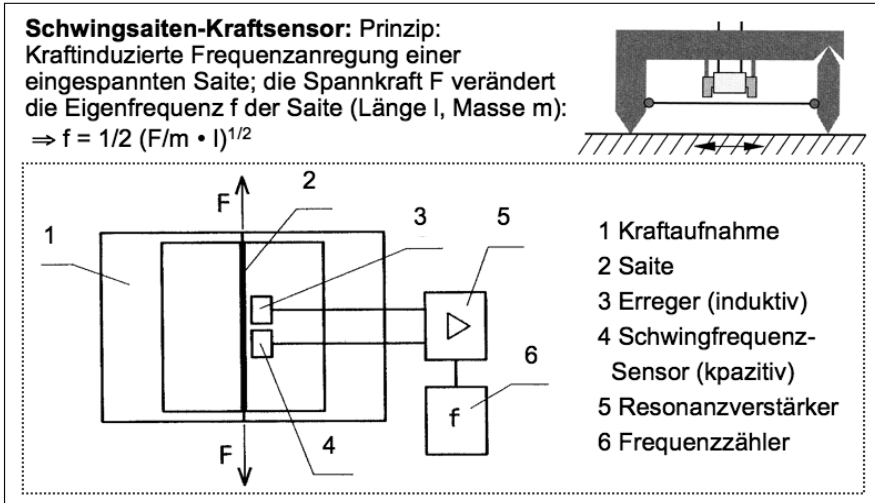 Schwingsaiten-Kraftsensor: Prinzip:
Kraftinduzierte Frequenzanregung einer
eingespannten Saite; die Spannkraft F verändert
die Eigenfrequenz f der Saite (Länge l, Masse m):
⇒ f = 1/2 (F/m • l)1/2
F
2
3
5
1
6
f
4
F
1 Kraftaufnahme
2 Saite
3 Erreger (induktiv)
4 Schwingfrequenz-
Sensor (kpazitiv)
5 Resonanzverstärker
6 Frequenzzähler